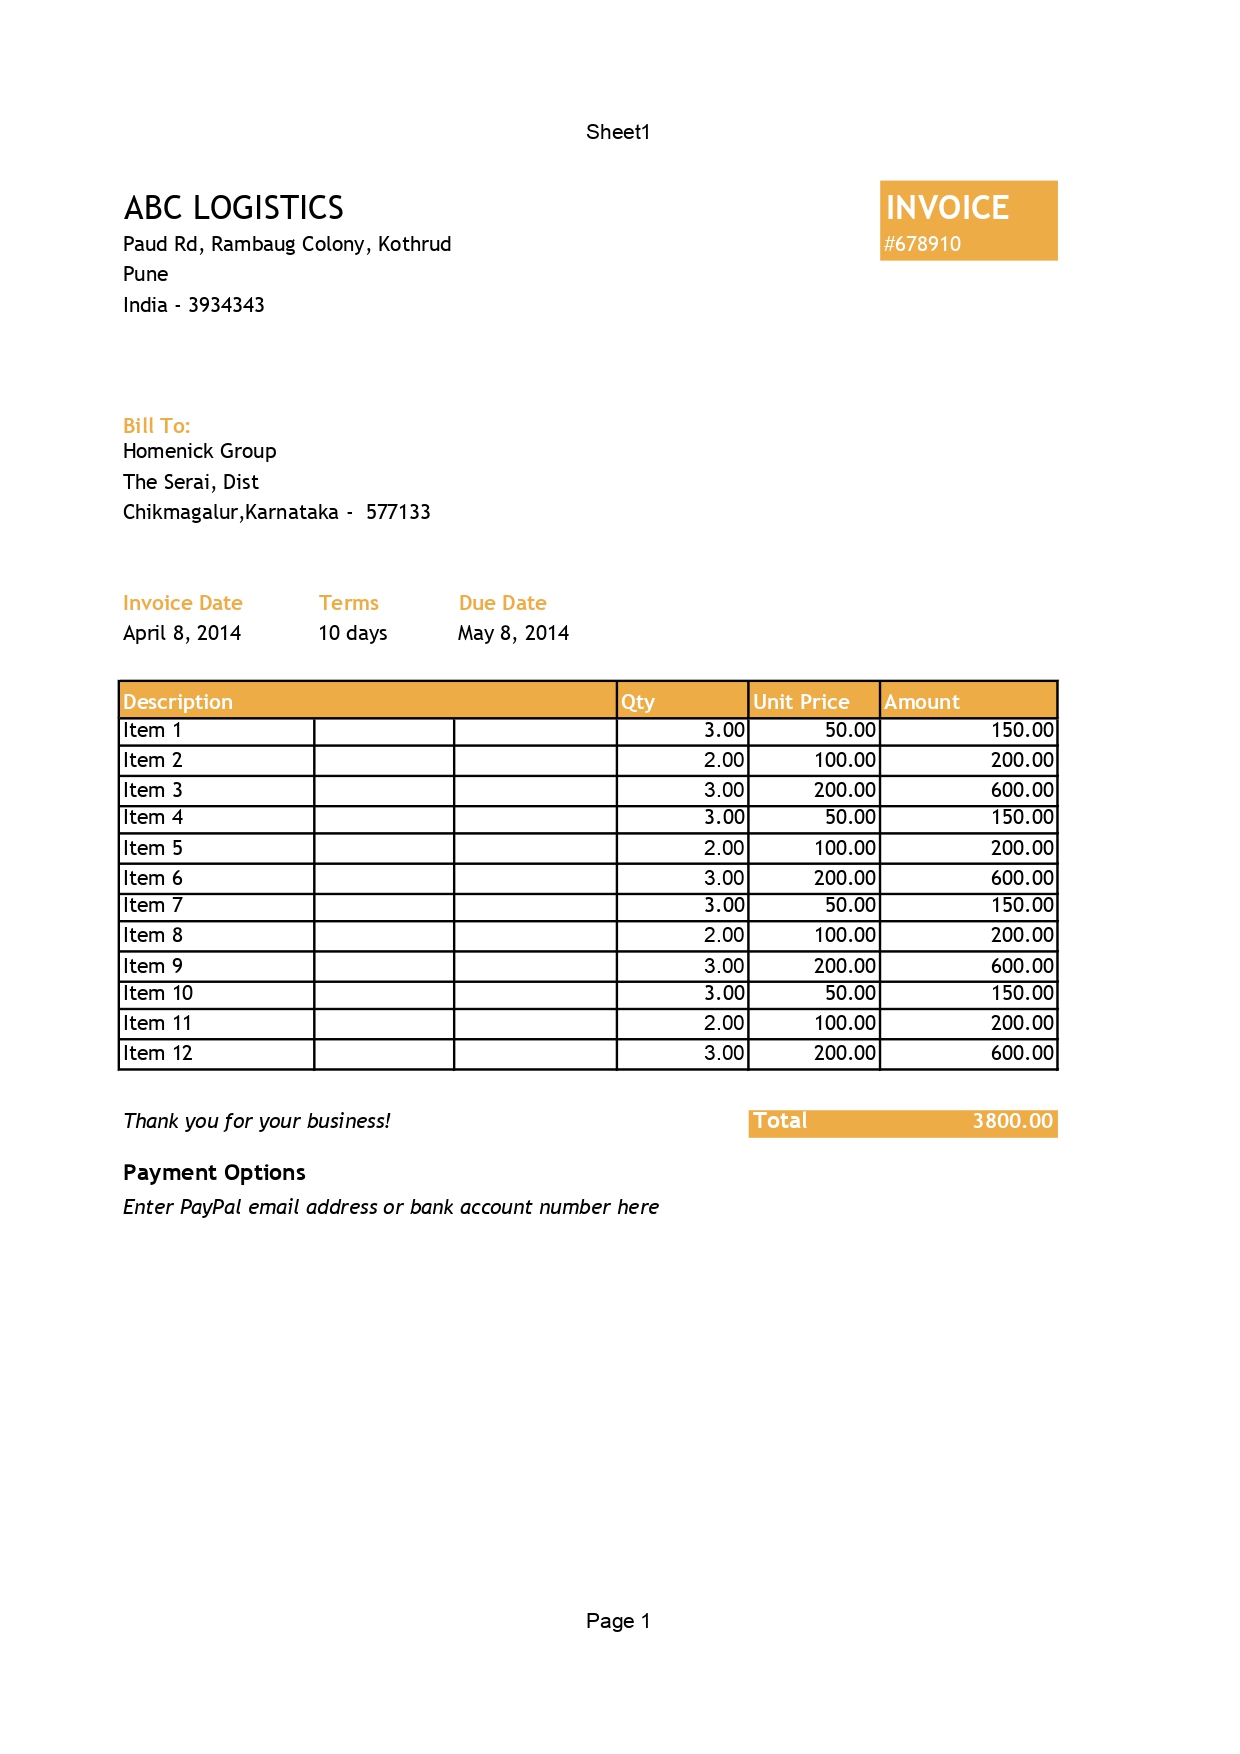 Sheet1
ABC LOGISTICS
INVOICE
Paud Rd, Rambaug Colony, Kothrud
#678910
Pune
India - 3934343
Bill To:
Homenick Group
The Serai, Dist
Chikmagalur,Karnataka -  577133
Invoice Date Terms Due Date
April 8, 2014 10 days May 8, 2014
Description Qty Unit Price Amount
Item 1 3.00 50.00 150.00
Item 2 2.00 100.00 200.00
Item 3 3.00 200.00 600.00
Item 4 3.00 50.00 150.00
Item 5 2.00 100.00 200.00
Item 6 3.00 200.00 600.00
Item 7 3.00 50.00 150.00
Item 8 2.00 100.00 200.00
Item 9 3.00 200.00 600.00
Item 10 3.00 50.00 150.00
Item 11 2.00 100.00 200.00
Item 12 3.00 200.00 600.00
Thank you for your business! Total 3800.00
Payment Options
Enter PayPal email address or bank account number here
Page 1